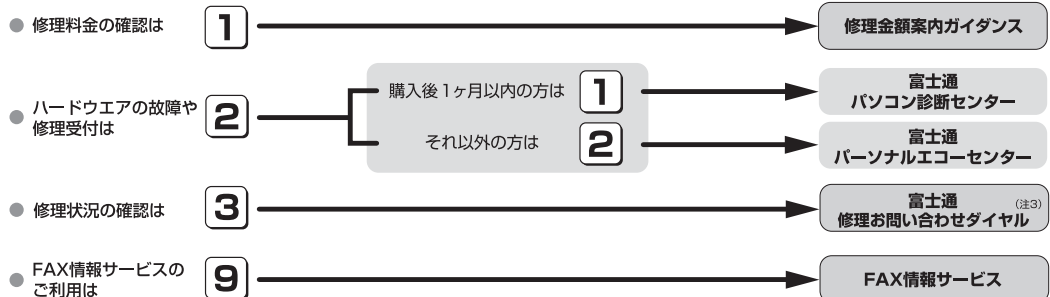 修理料金の確認は 1 修理金額案内ガイダンス
ハードウエアの故障や
修理受付は 2
購入後1ヶ月以内の方は 1
富士通
パソコン診断センター
それ以外の方は 2
富士通
パーソナルエコーセンター
修理状況の確認は 3
富士通 (注3)
修理お問い合わせダイヤル
FAX情報サービスの
ご利用は 9
FAX情報サービス